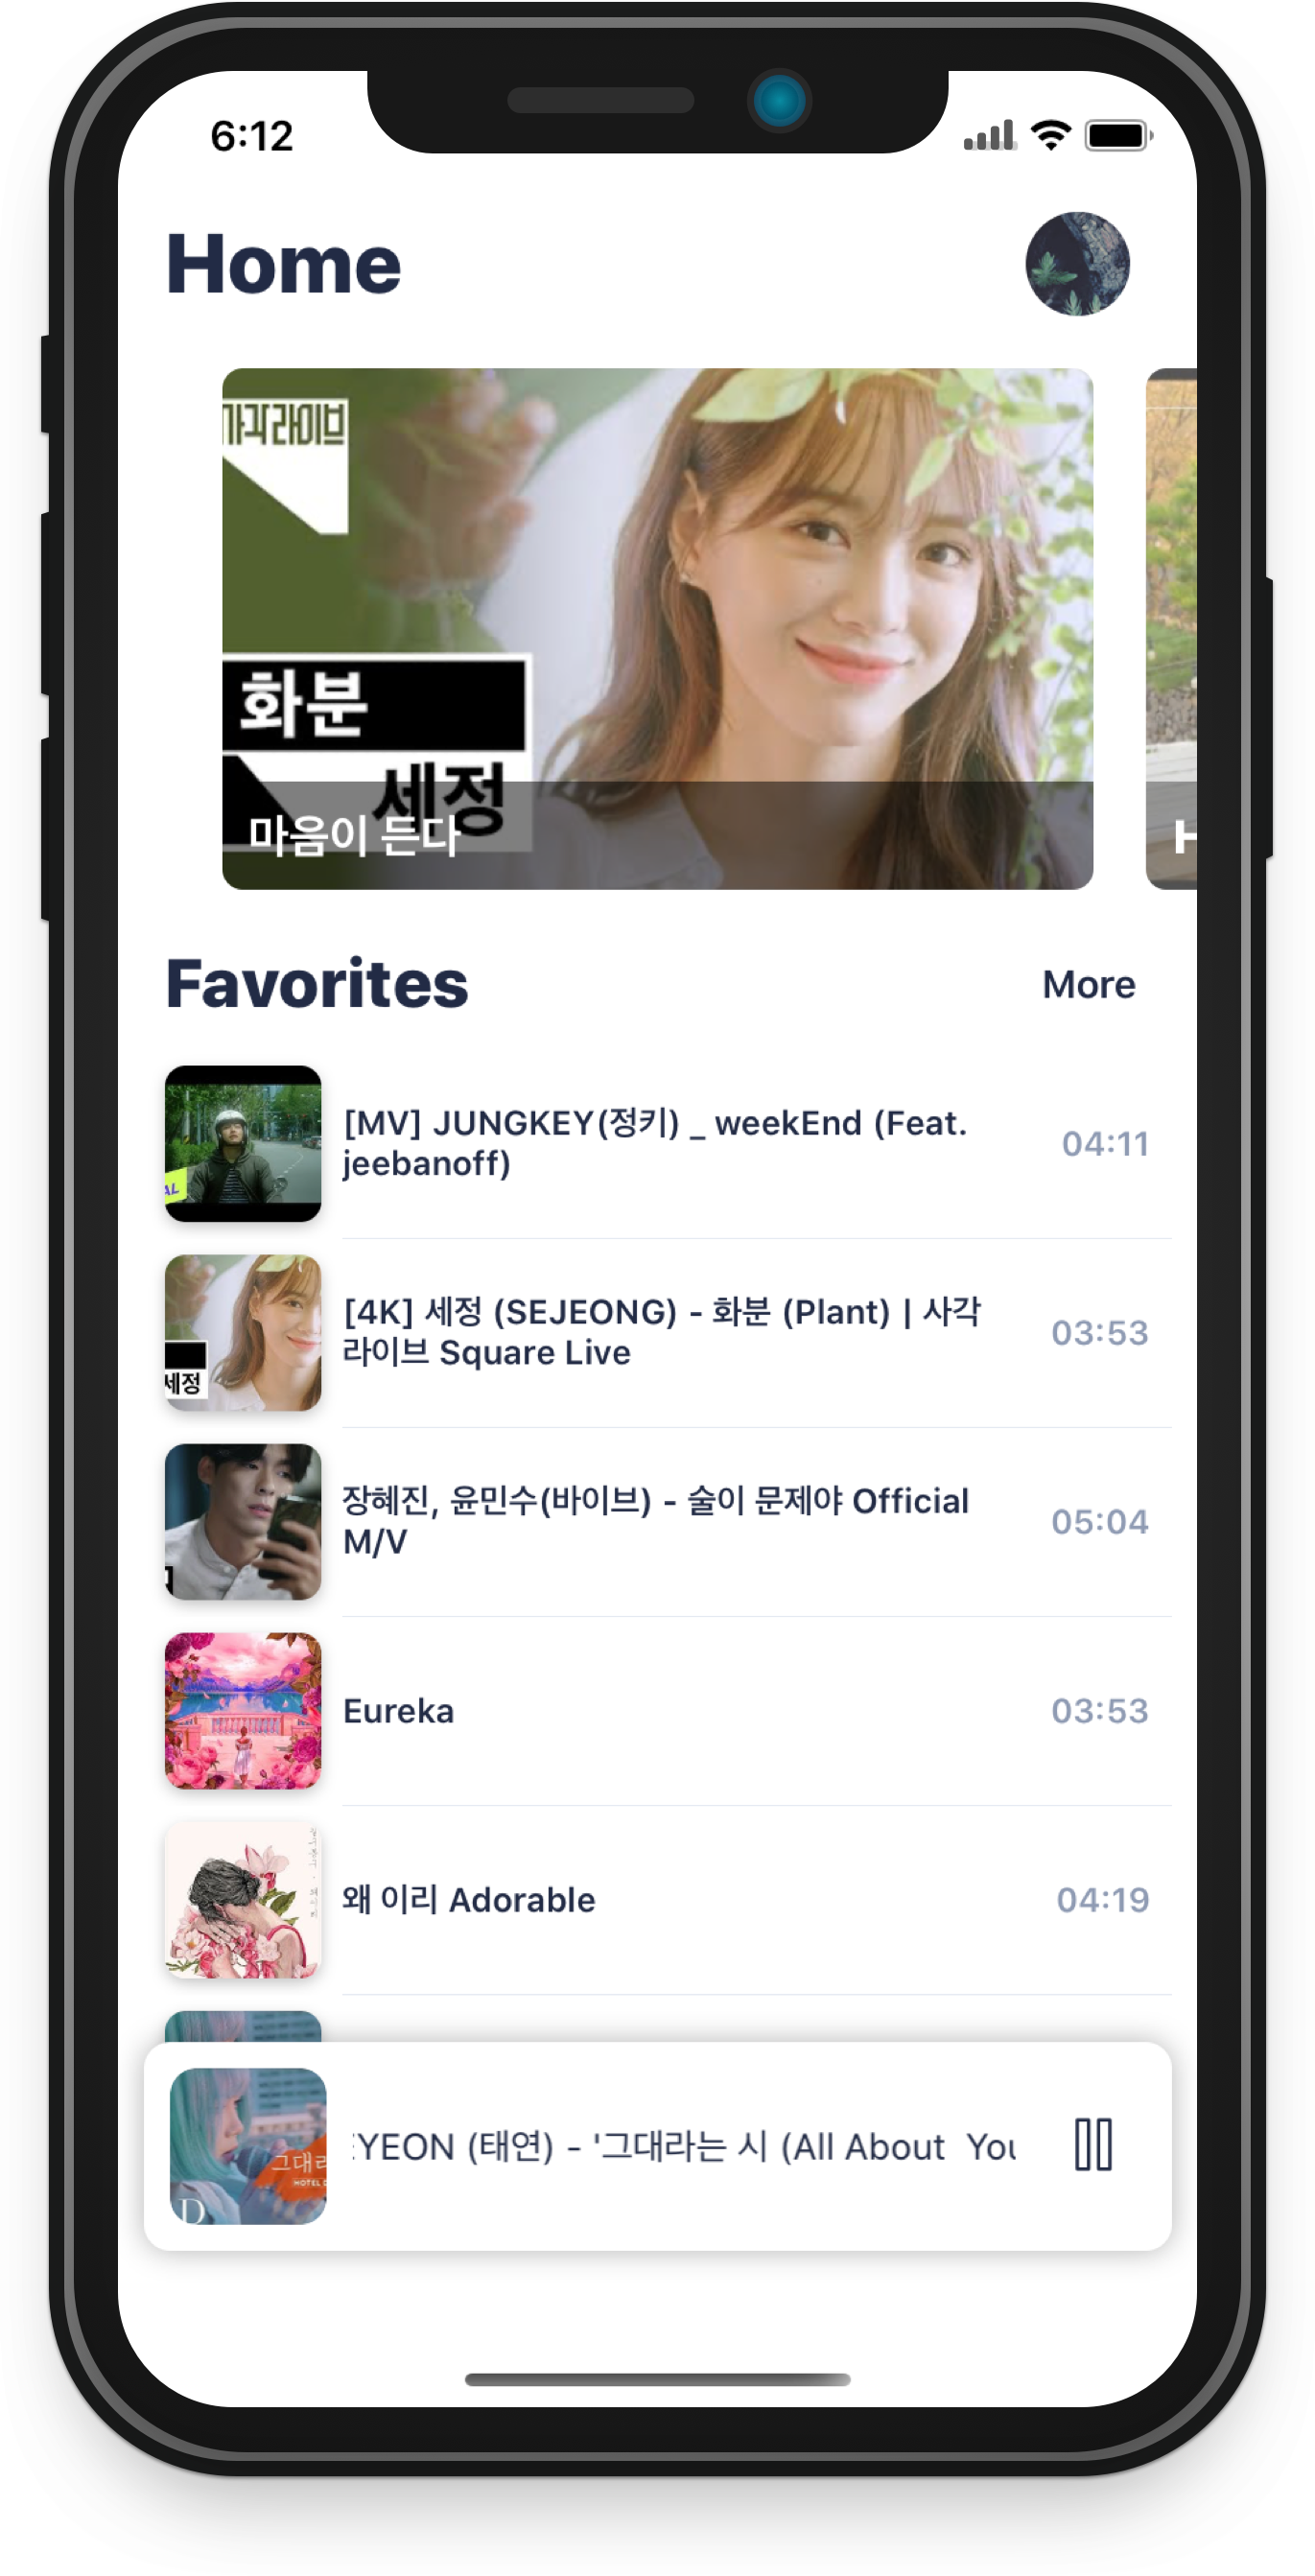 6:12
Home
사각라이브
화분
세정
마음이 든다
H
Favorites
More
[MV] JUNGKEY(정키) _ weekEnd (Feat.
jeebanoff)
04:11
AL
[4K] 세정 (SEJEONG) - 화분 (Plant) | 사각
라이브 Square Live
03:53
세정
장혜진, 윤민수(바이브) - 술이 문제야 Official
M/V
05:04
Eureka
03:53
왜 이리 Adorable
04:19
YEON (태연) - '그대라는 시 (All About You
그대라
HOTEL D
D